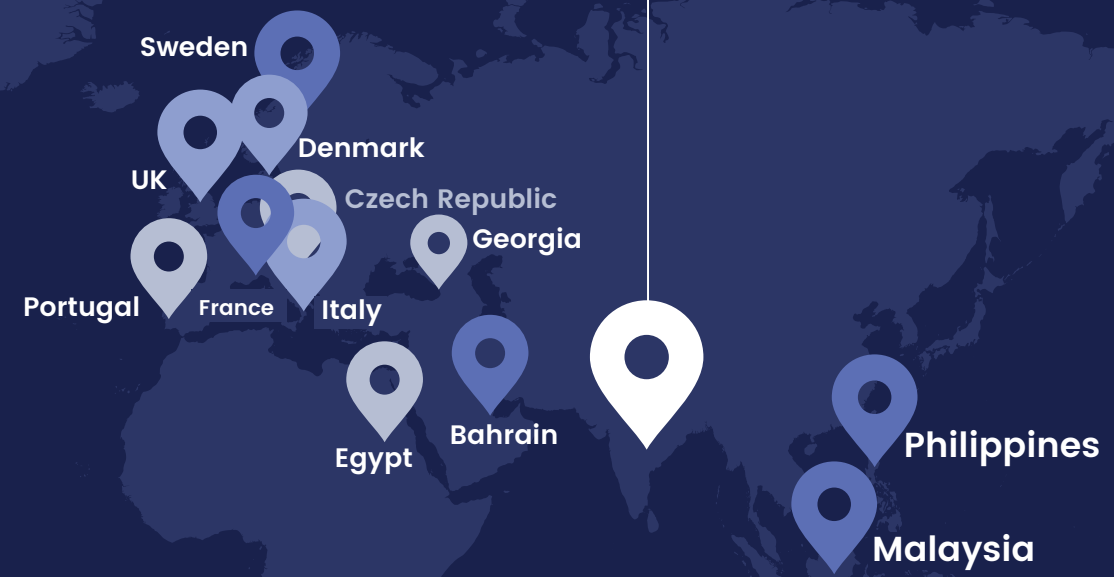 Sweden
Denmark
UK
Czech Republic
Georgia
Portugal
France
Italy
Bahrain
Egypt
Philippines
Malaysia